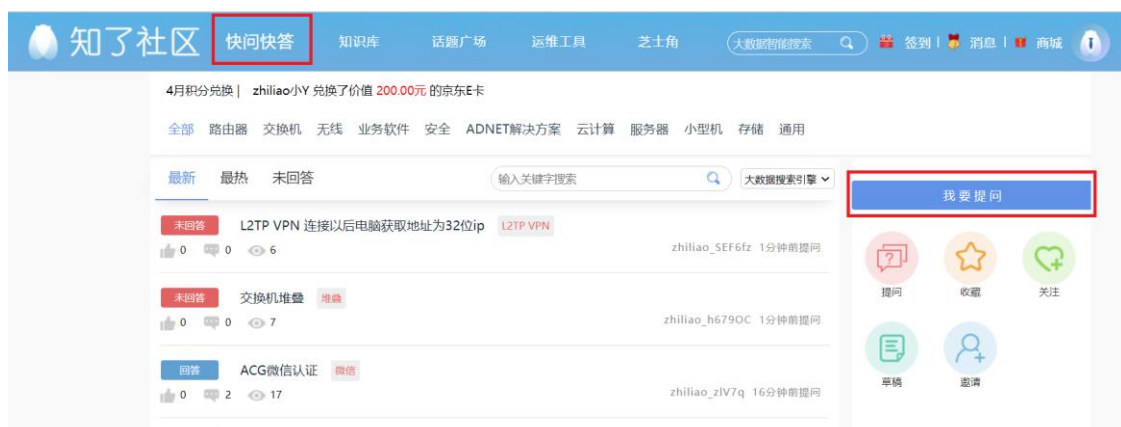 知了社区 快问快答 知识库 话题广场 运维工具 芝士角 大数据智能搜索 签到 | 消息 | 商城 T
4月积分兑换 | zhiliao小Y 兑换了价值 200.00元 的京东E卡
全部 路由器 交换机 无线 业务软件 安全 ADNET解决方案 云计算 服务器 小型机 存储 通用
最新 最热 未回答 输入关键字搜索 大数据搜索引擎
我要提问
未回答 L2TP VPN 连接以后电脑获取地址为32位ip L2TP VPN
0 0 6 zhiliao_SEF6fz 1分钟前提问
提问 收藏 关注
未回答 交换机堆叠 堆叠
0 0 7 zhiliao_h679OC 1分钟前提问
回答 ACG微信认证 微信
0 2 17 zhiliao_zlV7q 16分钟前提问
草稿 邀请